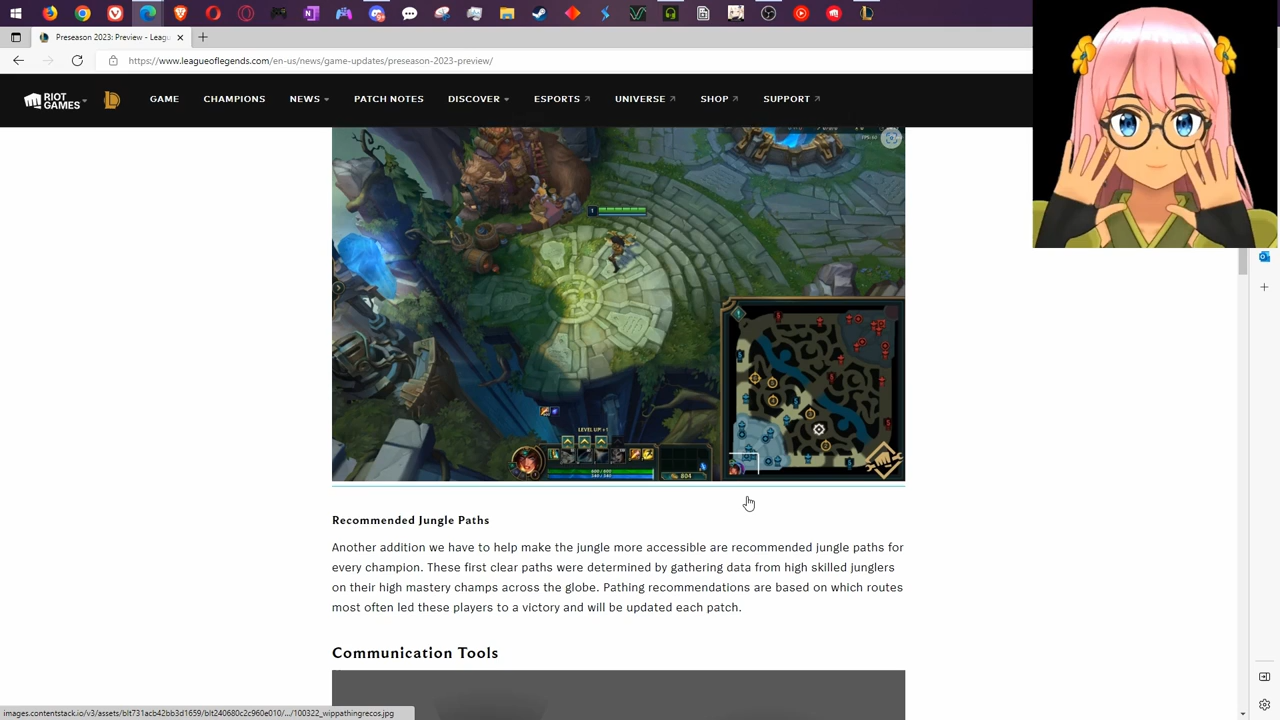 Preseason 2023: Preview - Leagu
https://www.leagueoflegends.com/en-us/news/game-updates/preseason-2023-preview/
RIOT
GAMES
GAME
CHAMPIONS
NEWS
PATCH NOTES
DISCOVER
ESPORTS
UNIVERSE
SHOP
SUPPORT
1
LEVEL UP! +1
804
Recommended Jungle Paths
Another addition we have to help make the jungle more accessible are recommended jungle paths for
every champion. These first clear paths were determined by gathering data from high skilled junglers
on their high mastery champs across the globe. Pathing recommendations are based on which routes
most often led these players to a victory and will be updated each patch.
Communication Tools
images.contentstack.io/v3/assets/blt731acb42bb3d1659/blt240680c2c960e010/.../100322_wippathingrecos.jpg